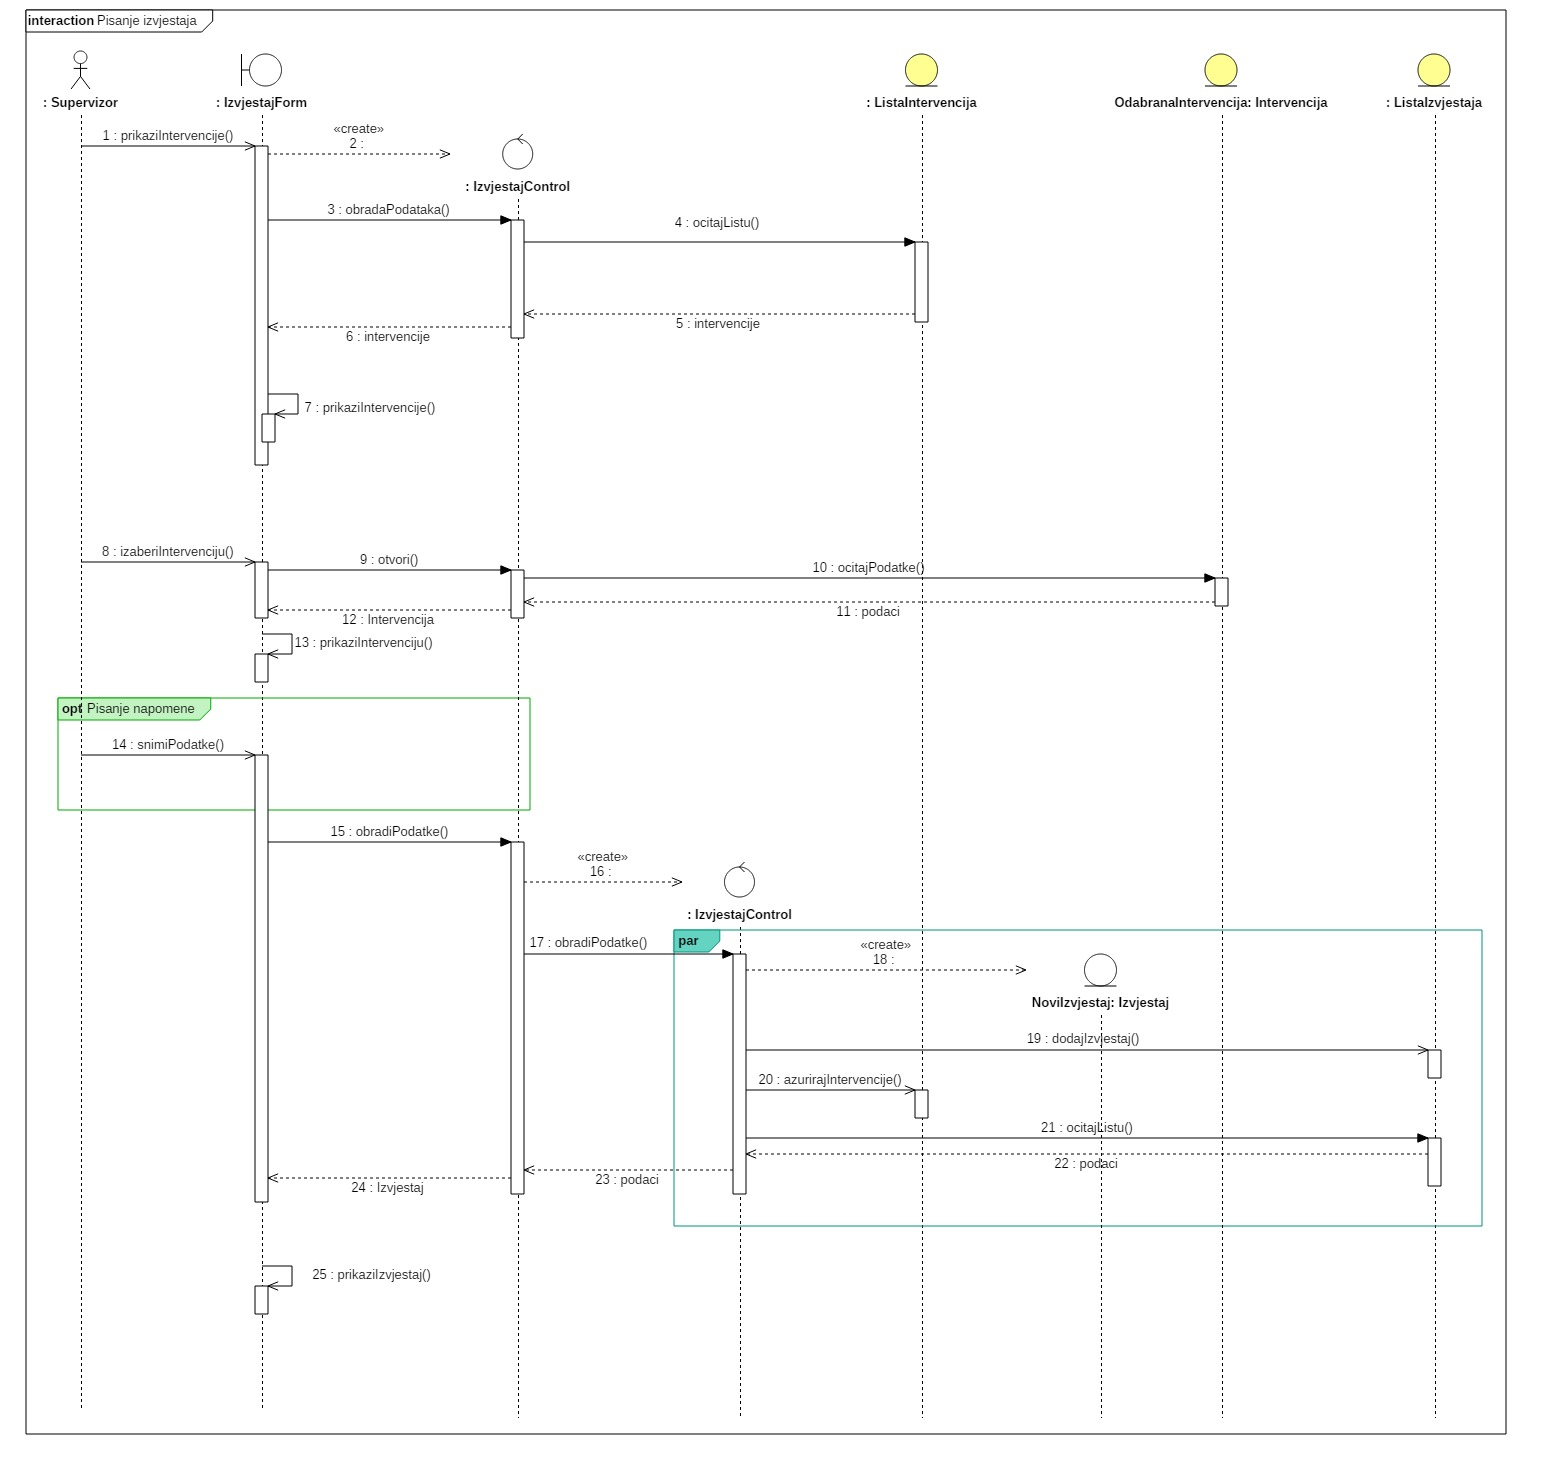 interaction Pisanje izvjestaja
: Supervizor
: IzvjestajForm
: ListaIntervencija
OdabranaIntervencija: Intervencija
: ListaIzvjestaja
1 : prikaziIntervencije()
«create»
2 :
: IzvjestajControl
3 : obradaPodataka()
4 : ocitajListu()
5 : intervencije
6 : intervencije
7 : prikaziIntervencije()
8 : izaberiIntervenciju()
9 : otvori()
10 : ocitajPodatke()
11 : podaci
12 : Intervencija
13 : prikaziIntervenciju()
opt Pisanje napomene
14 : snimiPodatke()
15 : obradiPodatke()
«create»
16 :
: IzvjestajControl
17 : obradiPodatke()
par
«create»
18 :
NoviIzvjestaj: Izvjestaj
19 : dodajIzvjestaj()
20 : azurirajIntervencije()
21 : ocitajListu()
22 : podaci
23 : podaci
24 : Izvjestaj
25 : prikaziIzvjestaj()